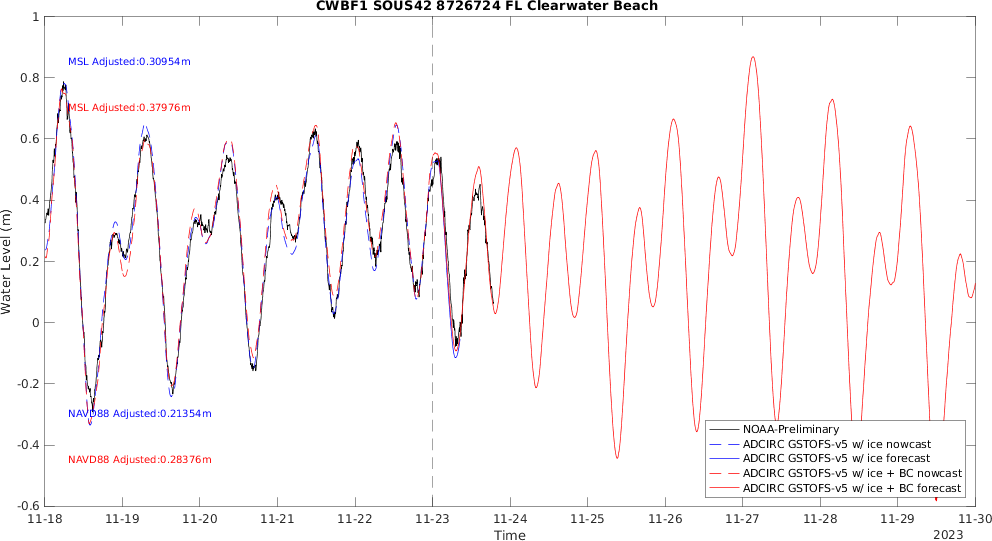 CWBF1 SOUS42 8726724 FL Clearwater Beach
1
0.8
0.6
0.4
0.2
0
-0.2
-0.4
-0.6
Water Level (m)
MSL Adjusted:0.30954m
MSL Adjusted:0.37976m
NAVD88 Adjusted:0.21354m
NAVD88 Adjusted:0.28376m
NOAA-Preliminary
ADCIRC GSTOFS-v5 w/ ice nowcast
ADCIRC GSTOFS-v5 w/ ice forecast
ADCIRC GSTOFS-v5 w/ ice + BC nowcast
ADCIRC GSTOFS-v5 w/ ice + BC forecast
11-18 11-19 11-20 11-21 11-22 11-23 11-24 11-25 11-26 11-27 11-28 11-29 11-30
Time
2023